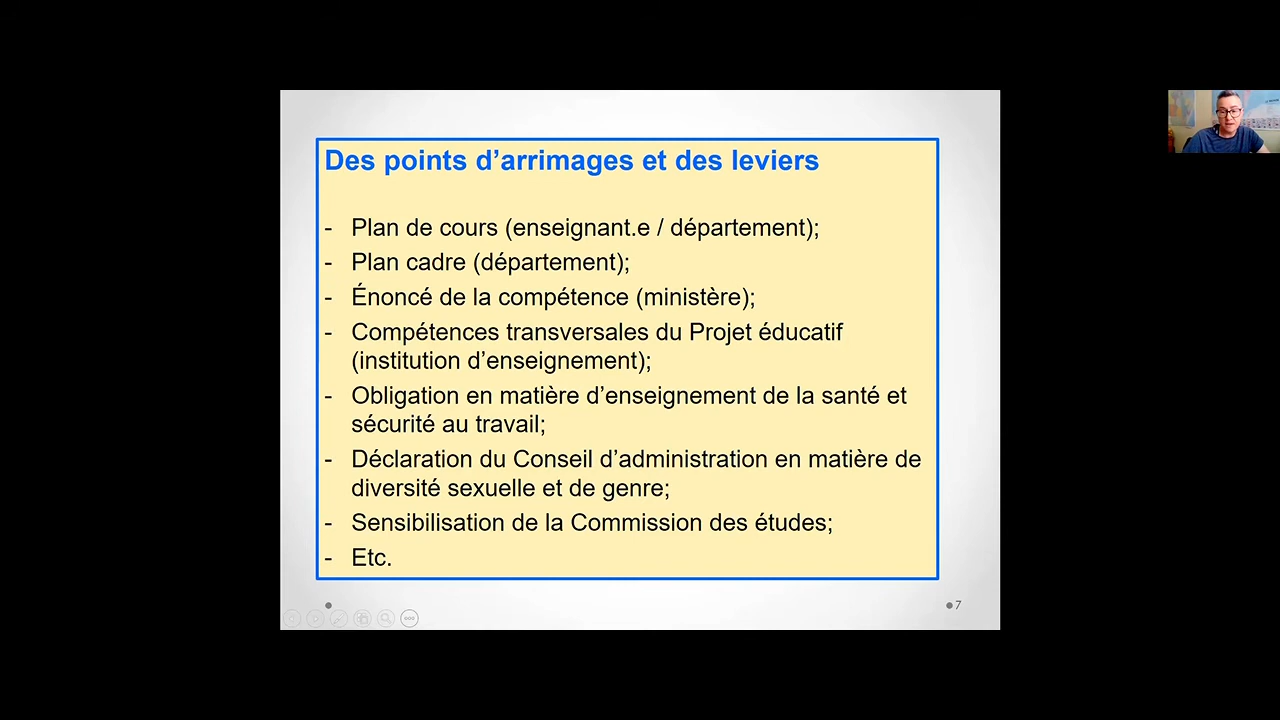 Des points d’arrimages et des leviers
- Plan de cours (enseignant.e / département);
- Plan cadre (département);
- Énoncé de la compétence (ministère);
- Compétences transversales du Projet éducatif
(institution d’enseignement);
- Obligation en matière d’enseignement de la santé et
sécurité au travail;
- Déclaration du Conseil d’administration en matière de
diversité sexuelle et de genre;
- Sensibilisation de la Commission des études;
- Etc.
7